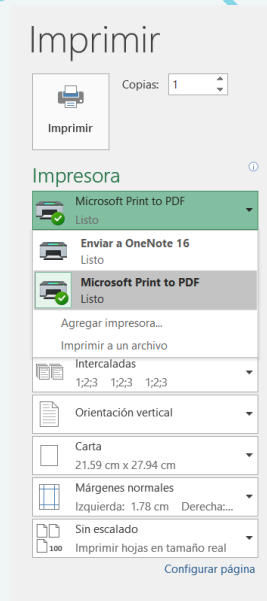 Imprimir
Copias: 1
Imprimir
Impresora
Microsoft Print to PDF
Listo
Enviar a OneNote 16
Listo
Microsoft Print to PDF
Listo
Agregar impresora...
Imprimir a un archivo
Intercaladas
1;2;3 1;2;3 1;2;3
Orientación vertical
Carta
21.59 cm x 27.94 cm
Márgenes normales
Izquierda: 1.78 cm Derecha:...
Sin escalado
100 Imprimir hojas en tamaño real
Configurar página